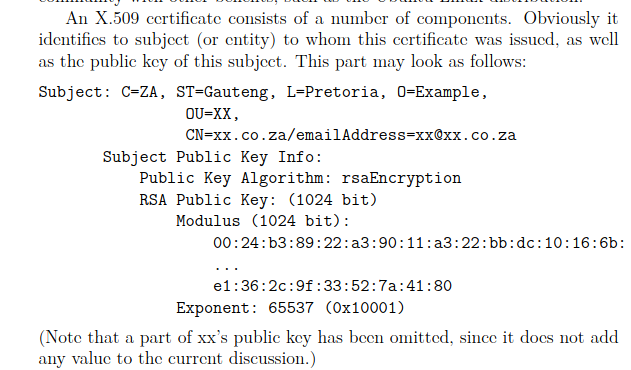 An X.509 certificate consists of a number of components. Obviously it
identifies to subject (or entity) to whom this certificate was issued, as well
as the public key of this subject. This part may look as follows:
Subject: C=ZA, ST=Gauteng, L=Pretoria, O=Example,
OU=XX,
CN=xx.co.za/emailAddress=xx@xx.co.za
Subject Public Key Info:
Public Key Algorithm: rsaEncryption
RSA Public Key: (1024 bit)
Modulus (1024 bit):
00:24:b3:89:22:a3:90:11:a3:22:bb:dc:10:16:6b:
...
e1:36:2c:9f:33:52:7a:41:80
Exponent: 65537 (0x10001)
(Note that a part of xx's public key has been omitted, since it does not add
any value to the current discussion.)